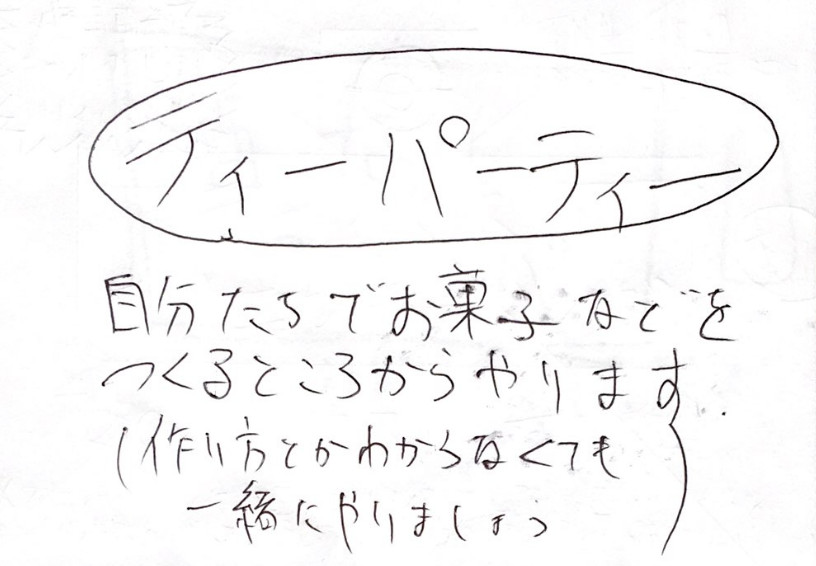 ティーパーティー
自分たちでお菓子などを
つくるところからやります.
(作り方とかわからなくても
一緒にやりましょう)